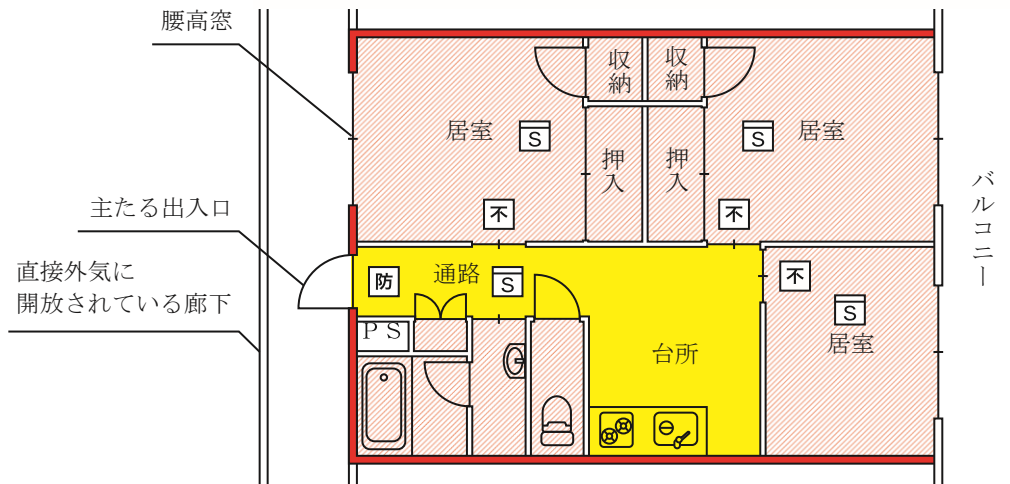 腰高窓
主たる出入口
直接外気に
開放されている廊下
収納
収納
居室
S
押入
押入
S
居室
不
不
防
通路
S
不
S
居室
PS
台所
バルコニー